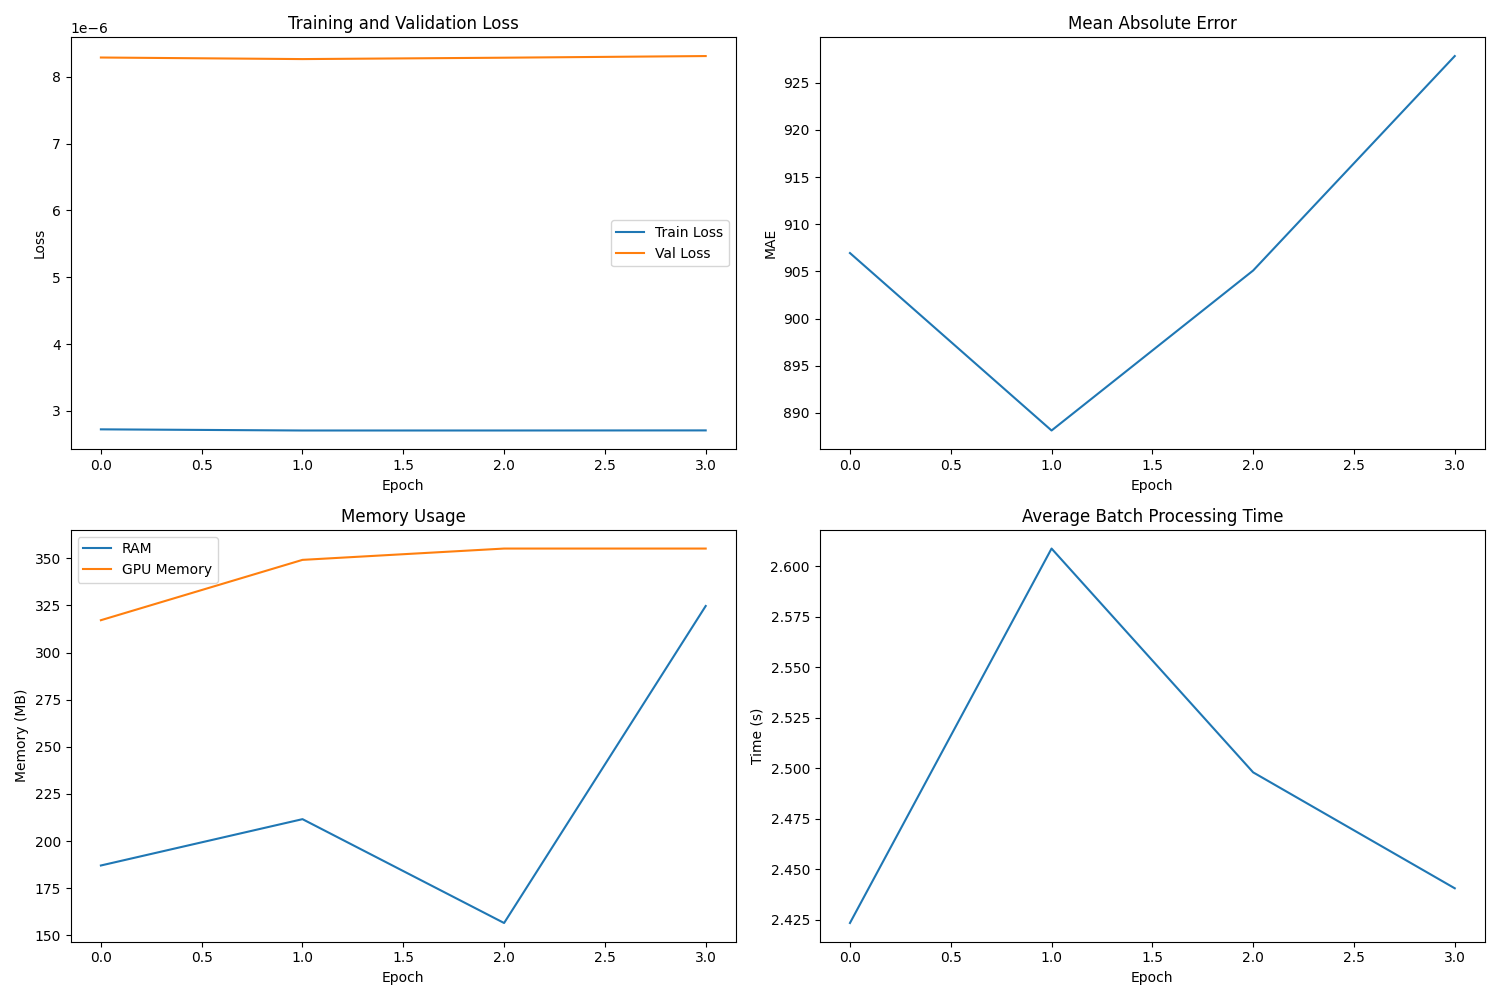 Training and Validation Loss
1e−6
8
7
6
5
4
3
Loss
Train Loss
Val Loss
0.0 0.5 1.0 1.5 2.0 2.5 3.0
Epoch
Mean Absolute Error
925
920
915
910
905
900
895
890
MAE
0.0 0.5 1.0 1.5 2.0 2.5 3.0
Epoch
Memory Usage
RAM
GPU Memory
350
325
300
275
250
225
200
175
150
Memory (MB)
0.0 0.5 1.0 1.5 2.0 2.5 3.0
Epoch
Average Batch Processing Time
2.600
2.575
2.550
2.525
2.500
2.475
2.450
2.425
Time (s)
0.0 0.5 1.0 1.5 2.0 2.5 3.0
Epoch